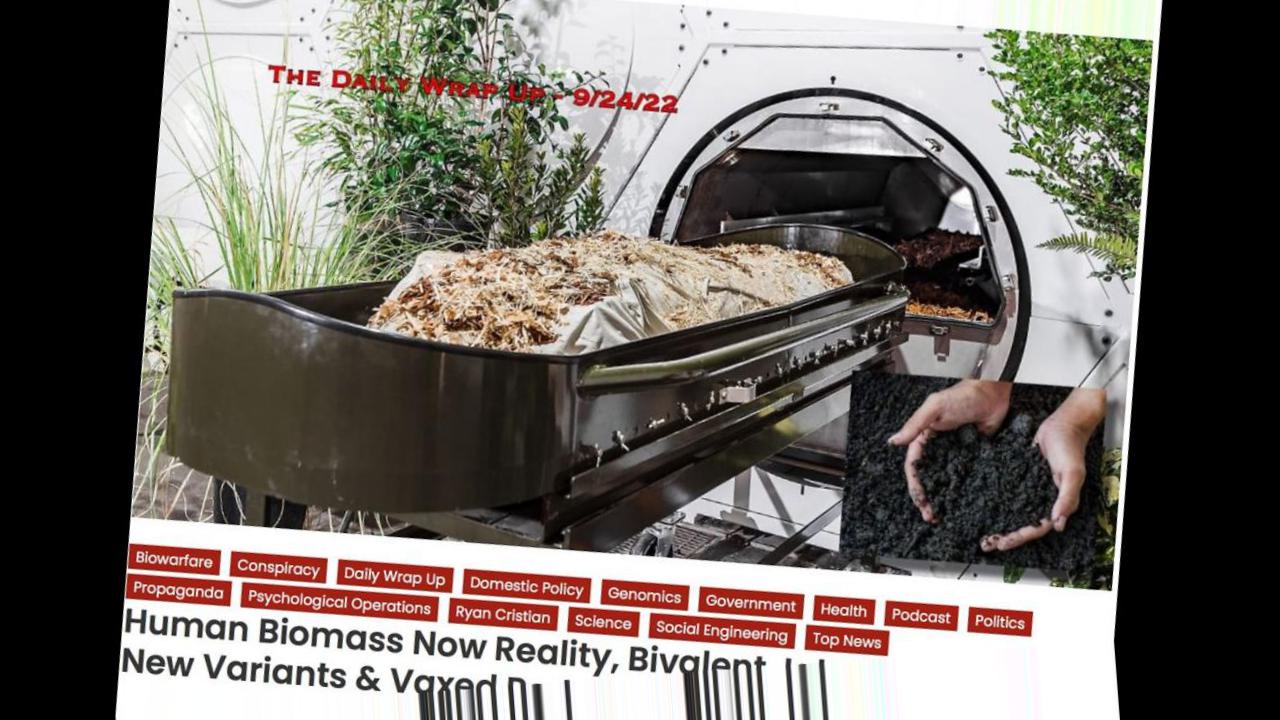 THE DAILY WRAP UP - 9/24/22
Biowarfare Conspiracy Daily Wrap Up Domestic Policy Genomics Government Health Podcast Politics
Propaganda Psychological Operations Ryan Cristian Science Social Engineering Top News
Human Biomass Now Reality, Bivalent
New Variants & Vaxed